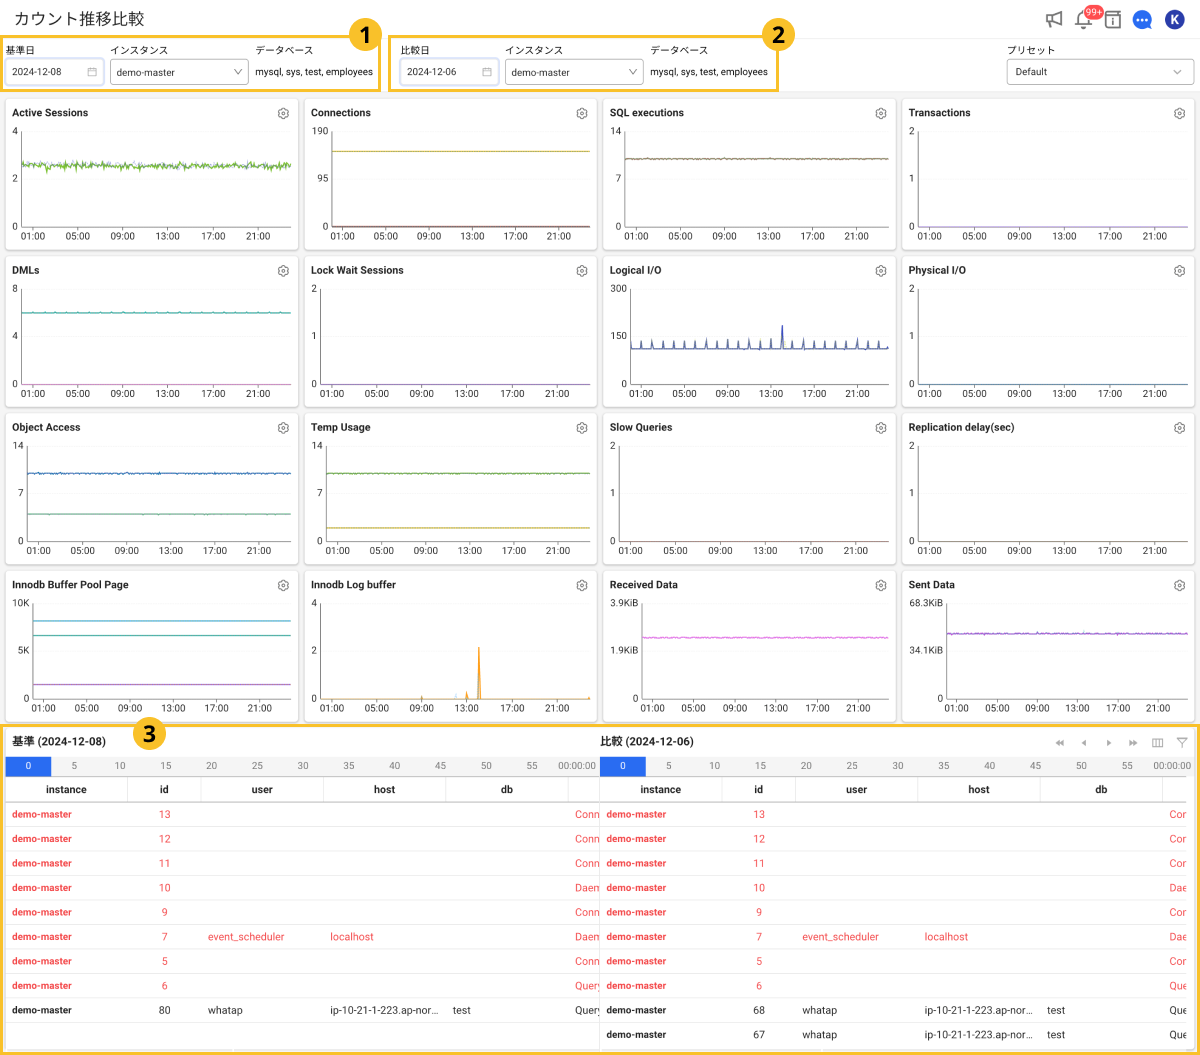 カウント推移比較
99+
K
1
2
基準日 インスタンス データベース
2024-12-08 demo-master mysql, sys, test, employees
比較日 インスタンス データベース
2024-12-06 demo-master mysql, sys, test, employees
プリセット
Default
Active Sessions
4
2
0
01:00 05:00 09:00 13:00 17:00 21:00
Connections
190
95
0
01:00 05:00 09:00 13:00 17:00 21:00
SQL executions
14
7
0
01:00 05:00 09:00 13:00 17:00 21:00
Transactions
2
1
0
01:00 05:00 09:00 13:00 17:00 21:00
DMLs
8
4
0
01:00 05:00 09:00 13:00 17:00 21:00
Lock Wait Sessions
2
1
0
01:00 05:00 09:00 13:00 17:00 21:00
Logical I/O
300
150
0
01:00 05:00 09:00 13:00 17:00 21:00
Physical I/O
2
1
0
01:00 05:00 09:00 13:00 17:00 21:00
Object Access
14
7
0
01:00 05:00 09:00 13:00 17:00 21:00
Temp Usage
14
7
0
01:00 05:00 09:00 13:00 17:00 21:00
Slow Queries
2
1
0
01:00 05:00 09:00 13:00 17:00 21:00
Replication delay(sec)
2
1
0
01:00 05:00 09:00 13:00 17:00 21:00
Innodb Buffer Pool Page
10K
5K
0
01:00 05:00 09:00 13:00 17:00 21:00
Innodb Log buffer
4
2
0
01:00 05:00 09:00 13:00 17:00 21:00
Received Data
3.9KiB
1.9KiB
0
01:00 05:00 09:00 13:00 17:00 21:00
Sent Data
68.3KiB
34.1KiB
0
01:00 05:00 09:00 13:00 17:00 21:00
3
基準 (2024-12-08)
0 5 10 15 20 25 30 35 40 45 50 55 00:00:00
instance id user host db
demo-master 13 Conn
demo-master 12 Conn
demo-master 11 Conn
demo-master 10 Daem
demo-master 9 Conn
demo-master 7 event_scheduler localhost Daem
demo-master 5 Conn
demo-master 6 Query
demo-master 80 whatap ip-10-21-1-223.ap-nor... test Query
比較 (2024-12-06)
0 5 10 15 20 25 30 35 40 45 50 55 00:00:00
instance id user host db
demo-master 13 Cor
demo-master 12 Cor
demo-master 11 Cor
demo-master 10 Dae
demo-master 9 Cor
demo-master 7 event_scheduler localhost Dae
demo-master 5 Cor
demo-master 6 Que
demo-master 68 whatap ip-10-21-1-223.ap-nor... test Que
demo-master 67 whatap ip-10-21-1-223.ap-nor... test Que